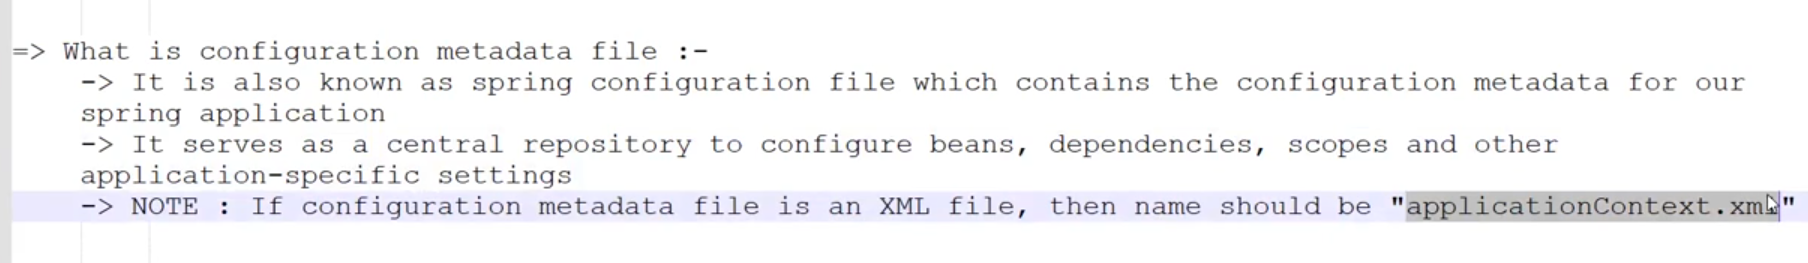 => What is configuration metadata file :-
-> It is also known as spring configuration file which contains the configuration metadata for our
spring application
-> It serves as a central repository to configure beans, dependencies, scopes and other
application-specific settings
-> NOTE : If configuration metadata file is an XML file, then name should be "applicationContext.xml"